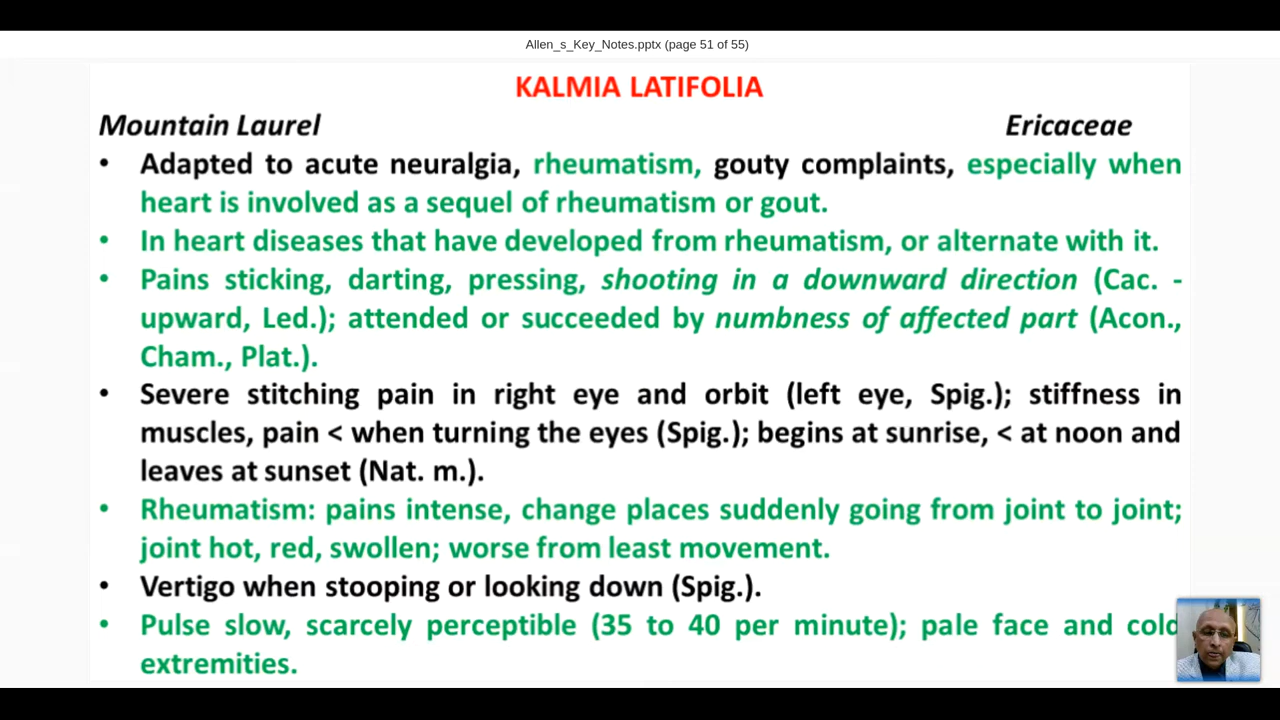 Allen_s_Key_Notes.pptx (page 51 of 55)
KALMIA LATIFOLIA
Mountain Laurel Ericaceae
• Adapted to acute neuralgia, rheumatism, gouty complaints, especially when
heart is involved as a sequel of rheumatism or gout.
• In heart diseases that have developed from rheumatism, or alternate with it.
• Pains sticking, darting, pressing, shooting in a downward direction (Cac. -
upward, Led.); attended or succeeded by numbness of affected part (Acon.,
Cham., Plat.).
• Severe stitching pain in right eye and orbit (left eye, Spig.); stiffness in
muscles, pain < when turning the eyes (Spig.); begins at sunrise, < at noon and
leaves at sunset (Nat. m.).
• Rheumatism: pains intense, change places suddenly going from joint to joint;
joint hot, red, swollen; worse from least movement.
• Vertigo when stooping or looking down (Spig.).
• Pulse slow, scarcely perceptible (35 to 40 per minute); pale face and cold
extremities.